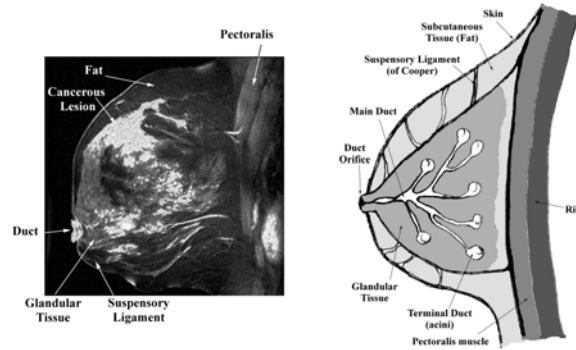 Pectoralis
Fat
Cancerous
Lesion
Duct
Glandular
Tissue
Suspensory
Ligament
Skin
Subcutaneous
Tissue (Fat)
Suspensory Ligament
(of Cooper)
Main Duct
Duct
Orifice
Ri
Glandular
Tissue
Terminal Duct
(acini)
Pectoralis muscle